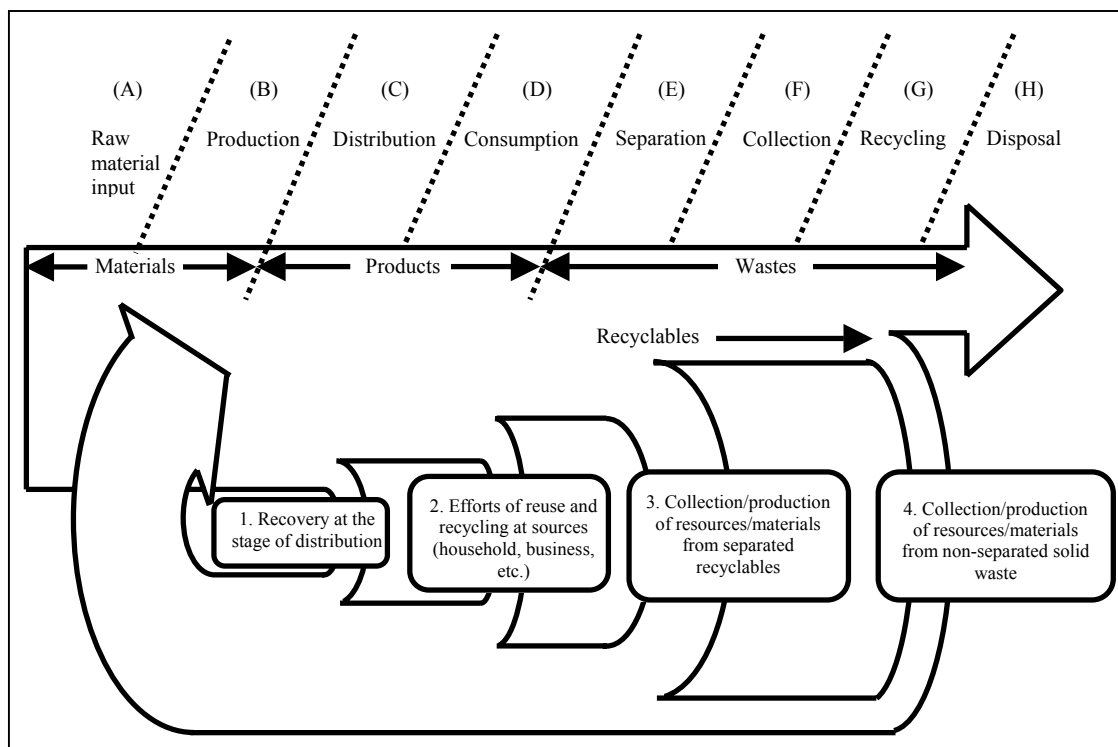 (A)
(B)
(C)
(D)
(E)
(F)
(G)
(H)
Raw
material
input
Production
Distribution
Consumption
Separation
Collection
Recycling
Disposal
Materials
Products
Wastes
Recyclables
1. Recovery at the
stage of distribution
2. Efforts of reuse and
recycling at sources
(household, business,
etc.)
3. Collection/production
of resources/materials
from separated
recyclables
4. Collection/production
of resources/materials
from non-separated solid
waste